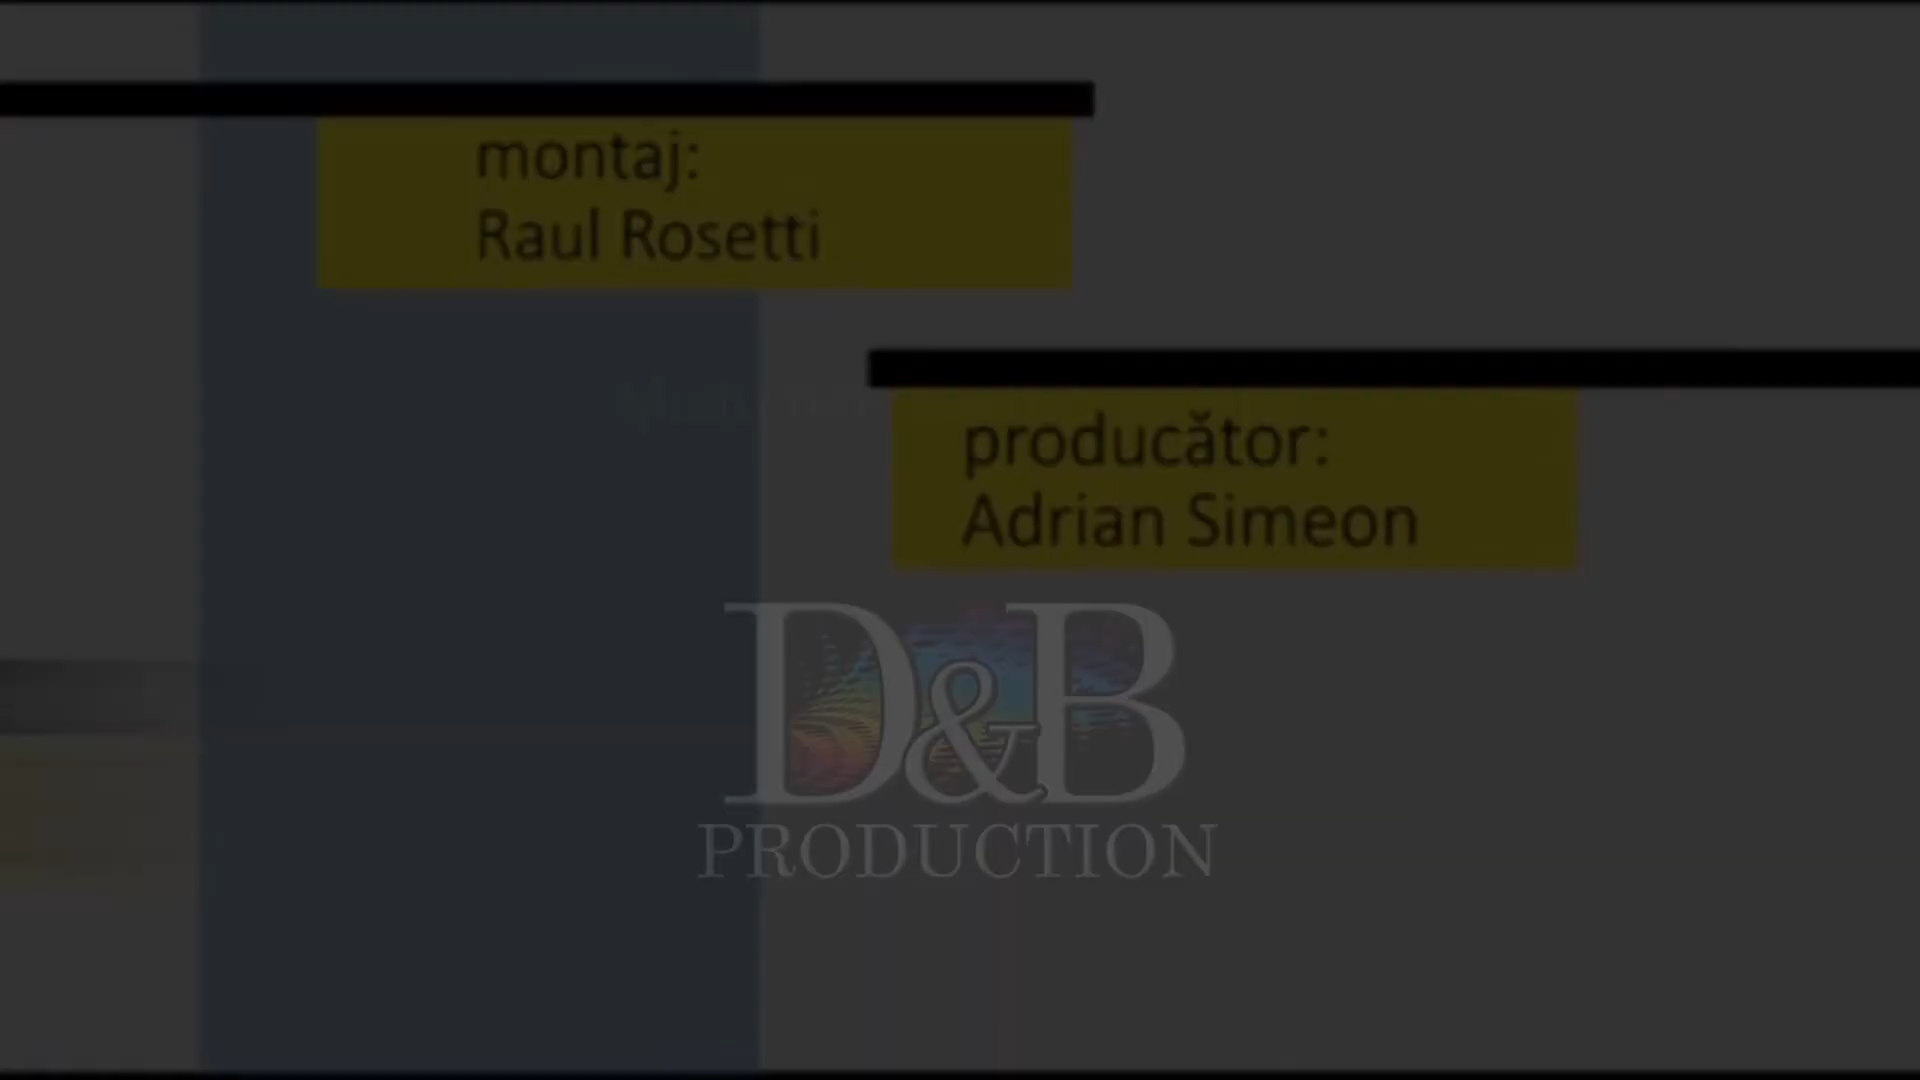 montaj:
Raul Rosetti
producător:
Adrian Simeon
D&B
PRODUCTION